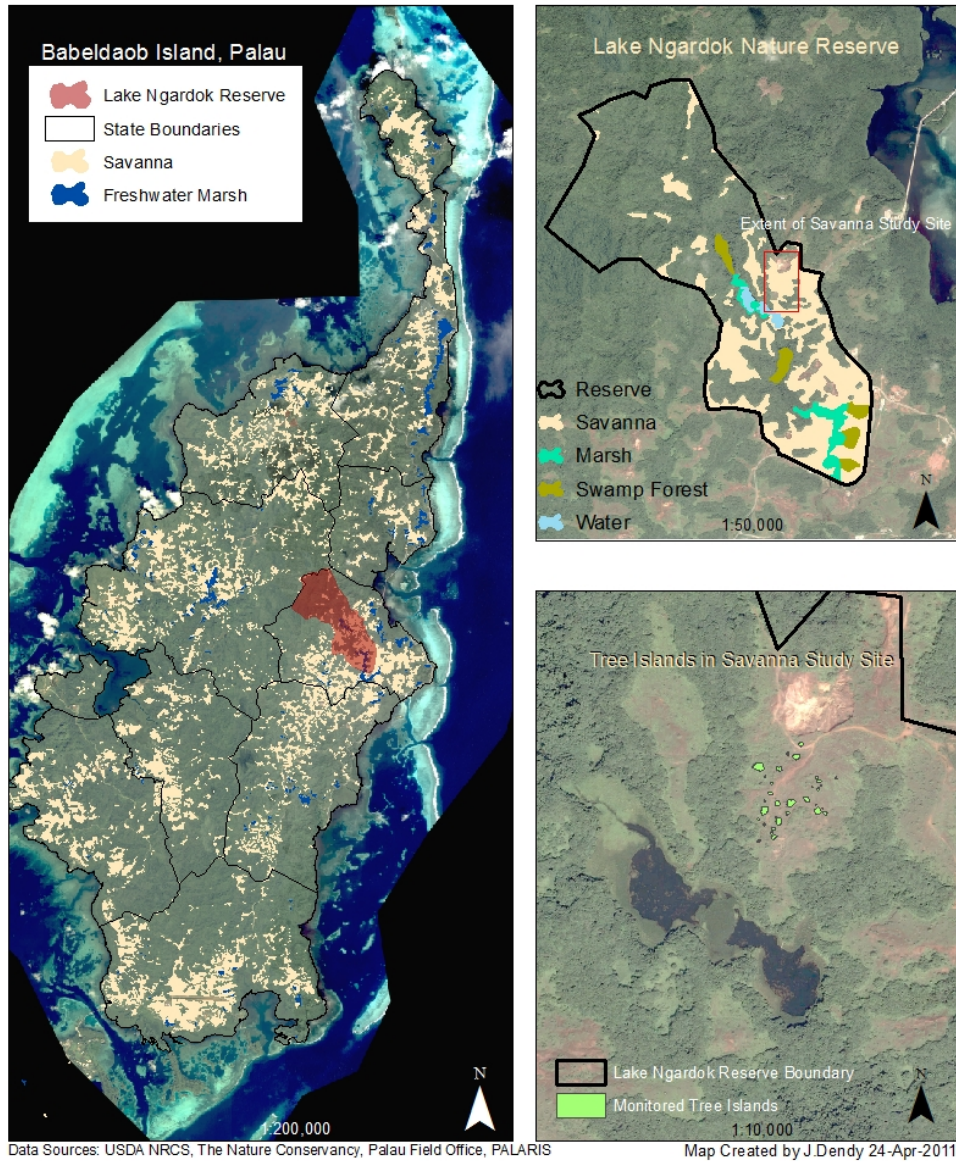 Babeldaob Island, Palau
Lake Ngardok Reserve
State Boundaries
Savanna
Freshwater Marsh
N
1:200,000
Lake Ngardok Nature Reserve
Extent of Savanna Study Site
Reserve
Savanna
Marsh
Swamp Forest
Water
N
1:50,000
Tree Islands in Savanna Study Site
Lake Ngardok Reserve Boundary
Monitored Tree Islands
N
1:10,000
Data Sources: USDA NRCS, The Nature Conservancy, Palau Field Office, PALARIS
Map Created by J.Dendy 24-Apr-2011